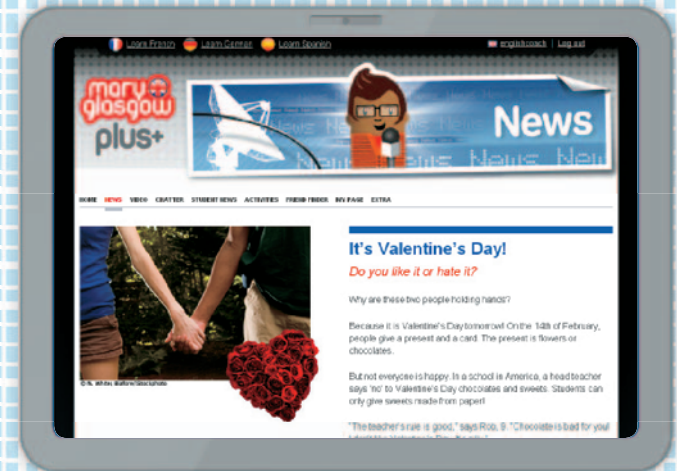 Learn French Learn German Learn Spanish englishcoach | Log out
mary
glasgow
plus+
News
HOME NEWS VIDEO CHATTER STUDENT NEWS ACTIVITIES FRIEND FINDER MY PAGE EXTRA
It's Valentine's Day!
Do you like it or hate it?
Why are these two people holding hands?
Because it is Valentine's Day tomorrow! On the 14th of February,
people give a present and a card. The present is flowers or
chocolates.
But not everyone is happy. In a school in America, a head teacher
says 'no' to Valentine's Day chocolates and sweets. Students can
only give sweets made from paper!
"The teacher's rule is good," says Rob, 9. "Chocolate is bad for you!